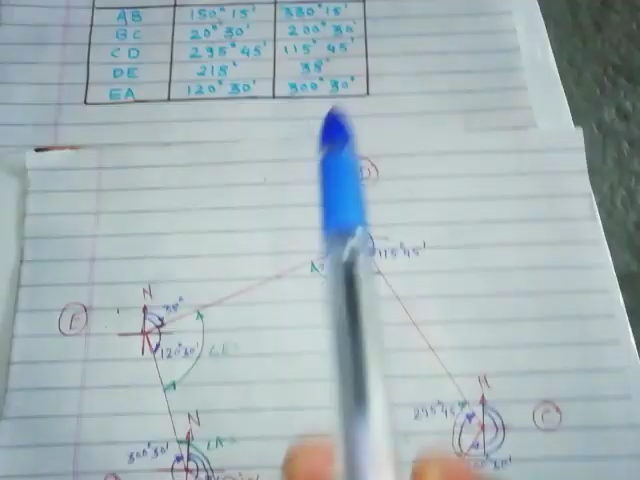 AB 150°15' 330°15'
BC 20°30' 200°30'
CD 295°45' 115°45'
DE 215° 35°
EA 120°30' 300°30'
D
115°45'
N
E 35°
120°30'
N
295°45' C
N
300°30'